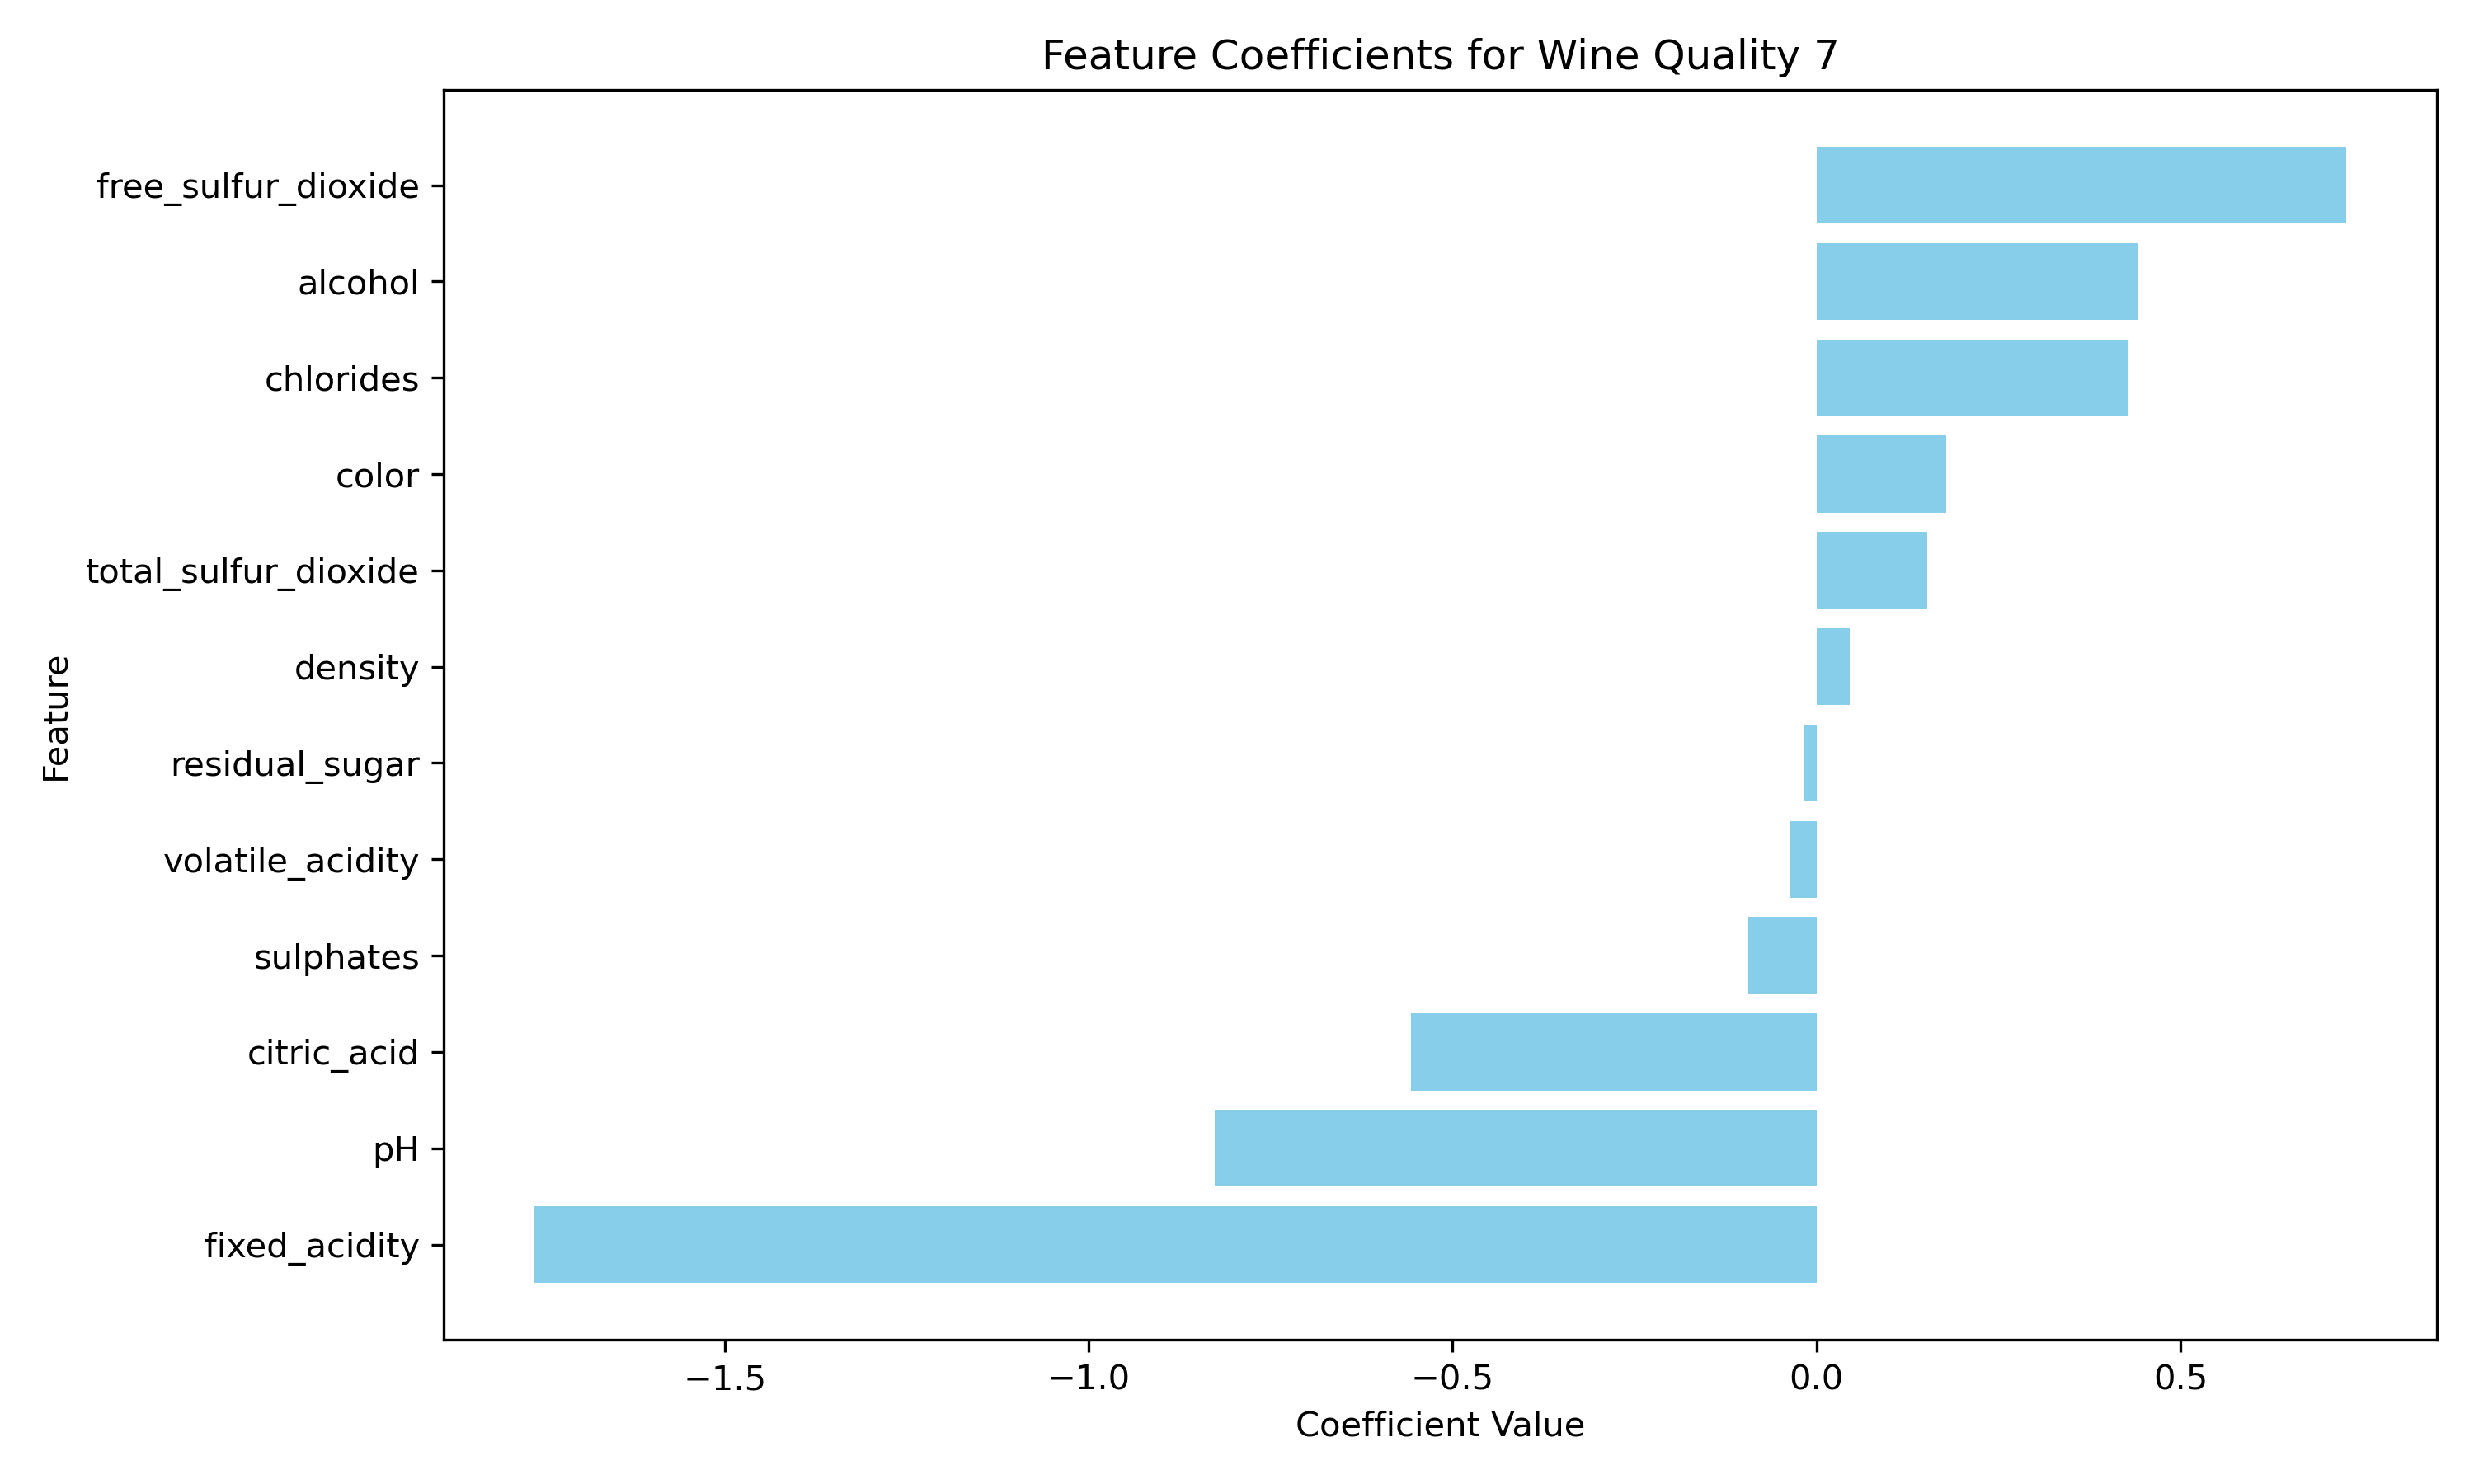 Feature Coefficients for Wine Quality 7
Feature
free_sulfur_dioxide
alcohol
chlorides
color
total_sulfur_dioxide
density
residual_sugar
volatile_acidity
sulphates
citric_acid
pH
fixed_acidity
−1.5 −1.0 −0.5 0.0 0.5
Coefficient Value